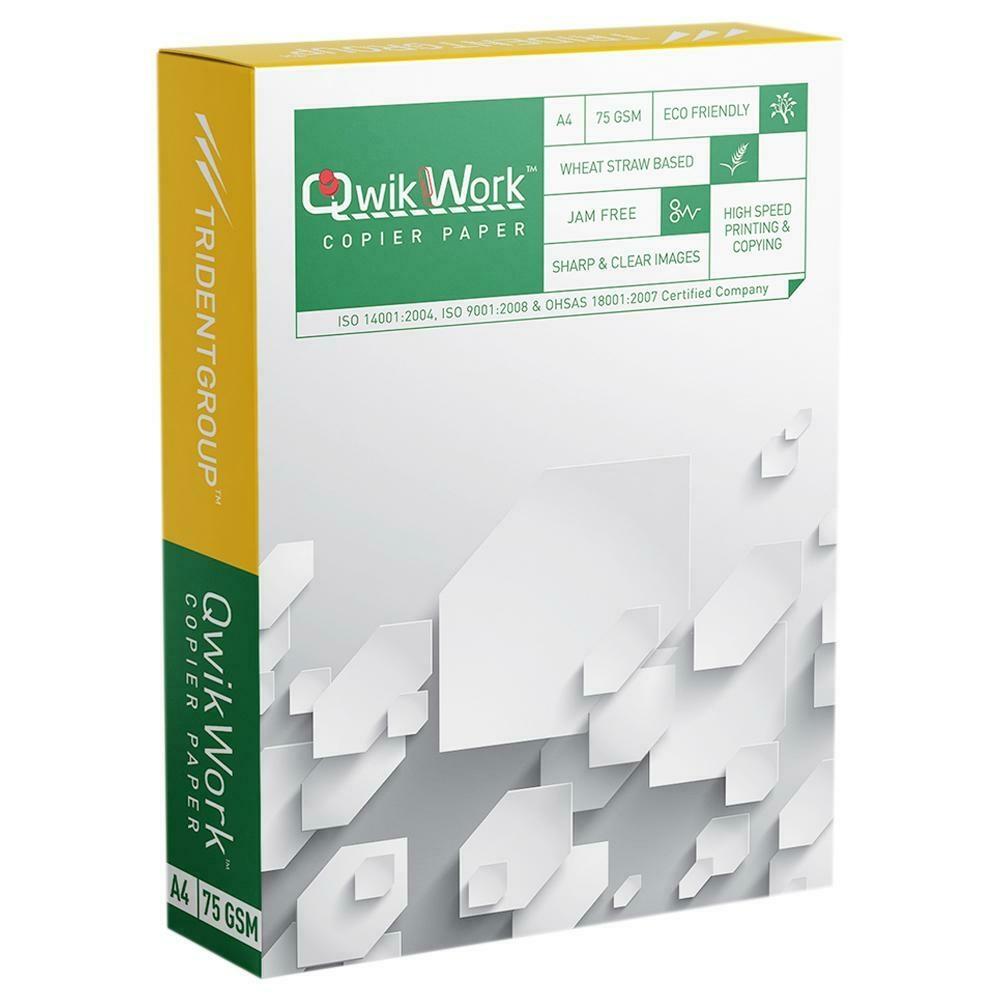 TRIDENTGROUP™
QwikWork™
COPIER PAPER
A4
75 GSM
ECO FRIENDLY
WHEAT STRAW BASED
JAM FREE
HIGH SPEED
PRINTING &
COPYING
SHARP & CLEAR IMAGES
ISO 14001:2004, ISO 9001:2008 & OHSAS 18001:2007 Certified Company
TRIDENTGROUP™
QwikWork™
COPIER PAPER
A4
75 GSM